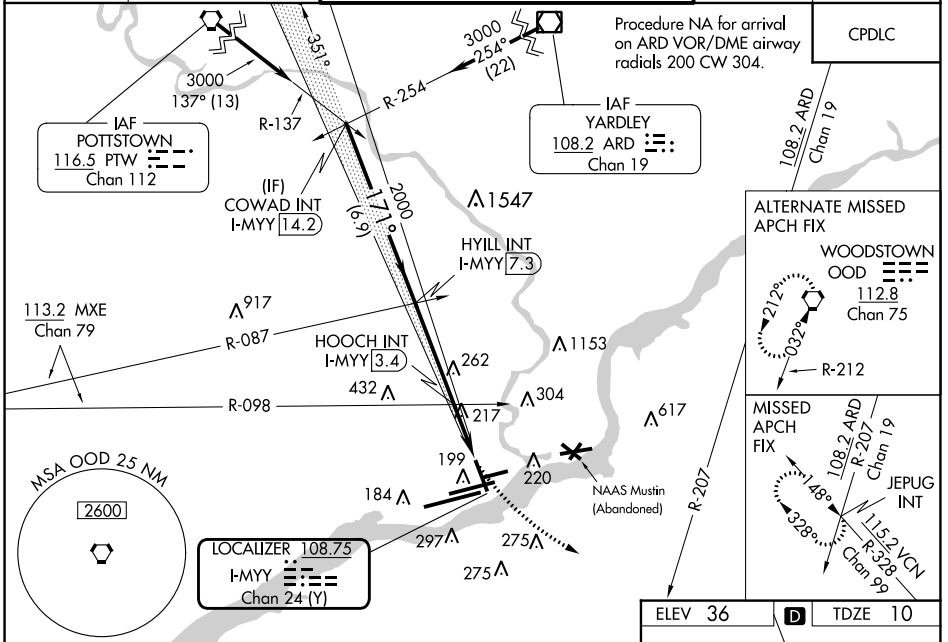 Procedure NA for arrival
on ARD VOR/DME airway
radials 200 CW 304.
CPDLC
351°
3000
137° (13)
R-137
3000
254°
(22)
R-254
IAF
POTTSTOWN
116.5 PTW
Chan 112
IAF
YARDLEY
108.2 ARD
Chan 19
108.2 ARD
Chan 19
(IF)
COWAD INT
I-MYY 14.2
2000
171°
(6.9)
1547
HYILL INT
I-MYY 7.3
113.2 MXE
Chan 79
917
R-087
HOOCH INT
I-MYY 3.4
262
1153
432
304
R-098
217
617
199
220
NAAS Mustin
(Abandoned)
184
297
275
275
R-207
MSA OOD 25 NM
2600
LOCALIZER 108.75
I-MYY
Chan 24 (Y)
ALTERNATE MISSED
APCH FIX
WOODSTOWN
OOD
112.8
Chan 75
212°
032°
R-212
MISSED
APCH
FIX
108.2 ARD
R-207
Chan 19
JEPUG
INT
148°
328°
115.2 VCN
R-328
Chan 99
ELEV 36
D
TDZE 10